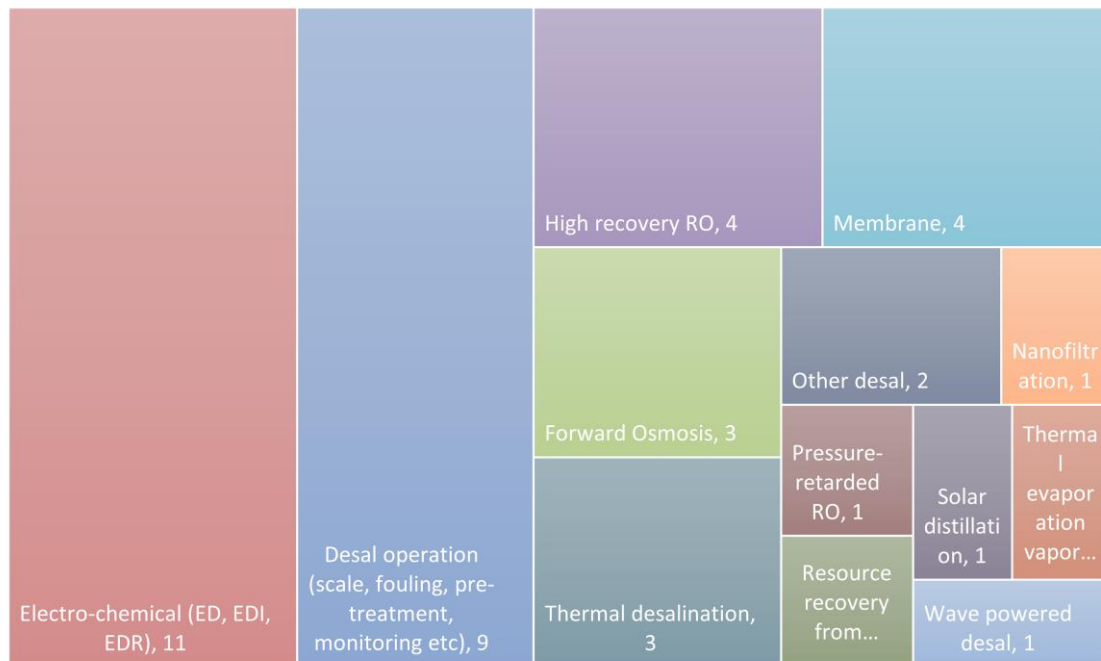 High recovery RO, 4
Membrane, 4
Nanofiltr
ation, 1
Other desal, 2
Forward Osmosis, 3
Pressure-
retarded
RO, 1
Solar
distillati
on, 1
Therma
l
evapor
ation
vapor...
Electro-chemical (ED, EDI,
EDR), 11
Desal operation
(scale, fouling, pre-
treatment,
monitoring etc), 9
Thermal desalination,
3
Resource
recovery
from...
Wave powered
desal, 1